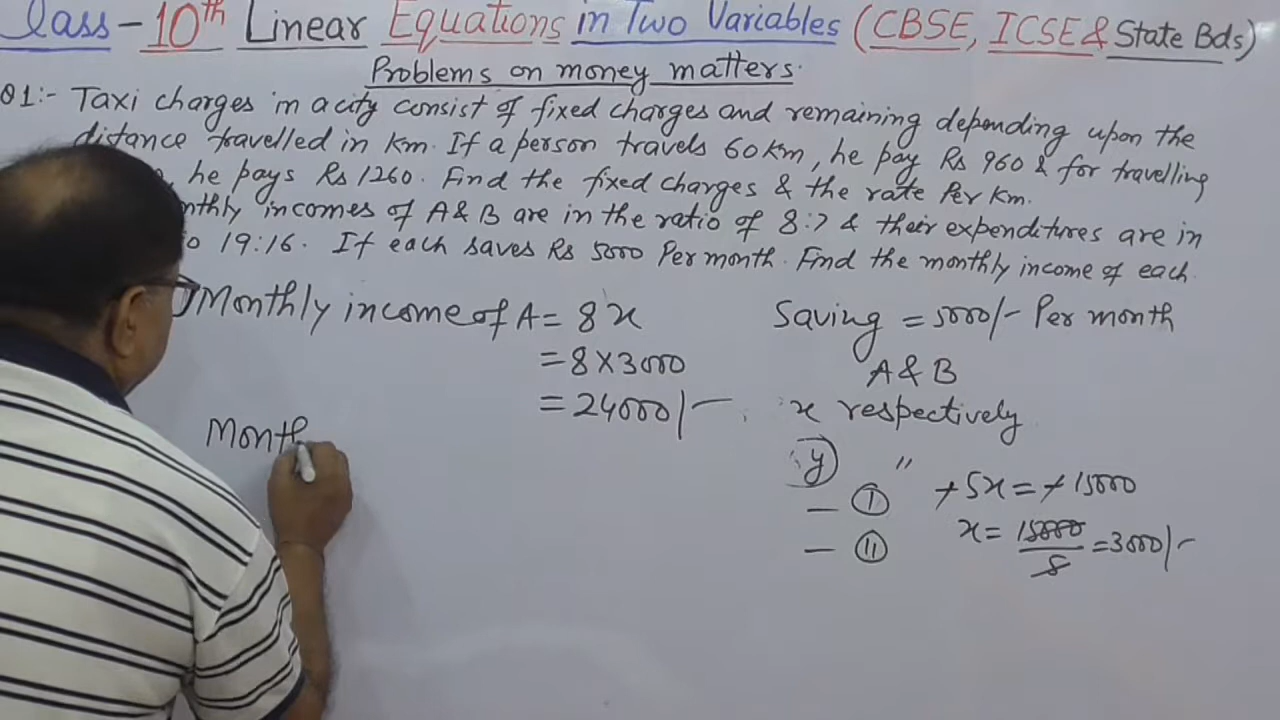 Class - 10th Linear Equations in Two Variables (CBSE, ICSE & State Bds)
Problems on money matters.
Q1:- Taxi charges in a city consist of fixed charges and remaining depending upon the
distance travelled in Km. If a person travels 60 Km, he pay Rs 960 & for travelling
he pays Rs 1260. Find the fixed charges & the rate Per Km.
nthly incomes of A & B are in the ratio of 8:7 & their expenditures are in
19:16. If each saves Rs 5000 Per month. Find the monthly income of each.
Monthly income of A = 8x
= 8 × 3000
= 24000/-
Month
Saving = 5000/- Per month
A & B
x respectively
y "
— I
— II
+ 5x = + 15000
x = 15000/5 = 3000/-